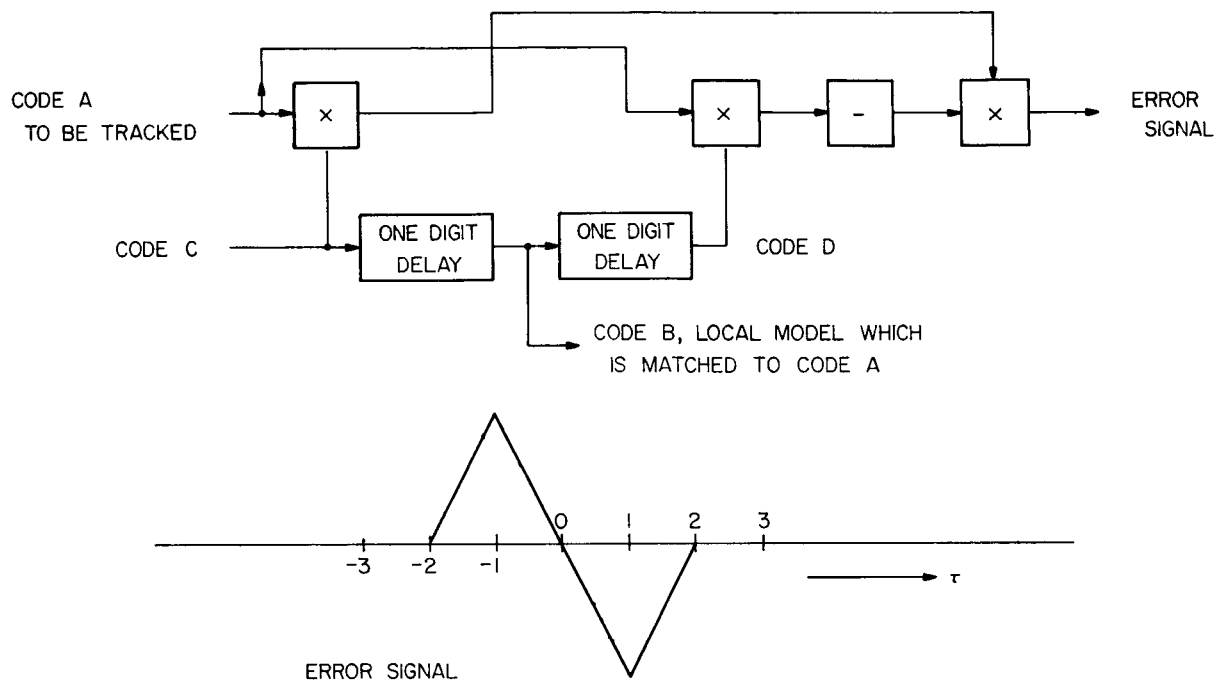 CODE A
TO BE TRACKED
×
×
-
×
ERROR
SIGNAL
CODE C
ONE DIGIT
DELAY
ONE DIGIT
DELAY
CODE D
CODE B, LOCAL MODEL WHICH
IS MATCHED TO CODE A
0 1 2 3
-3 -2 -1
τ
ERROR SIGNAL